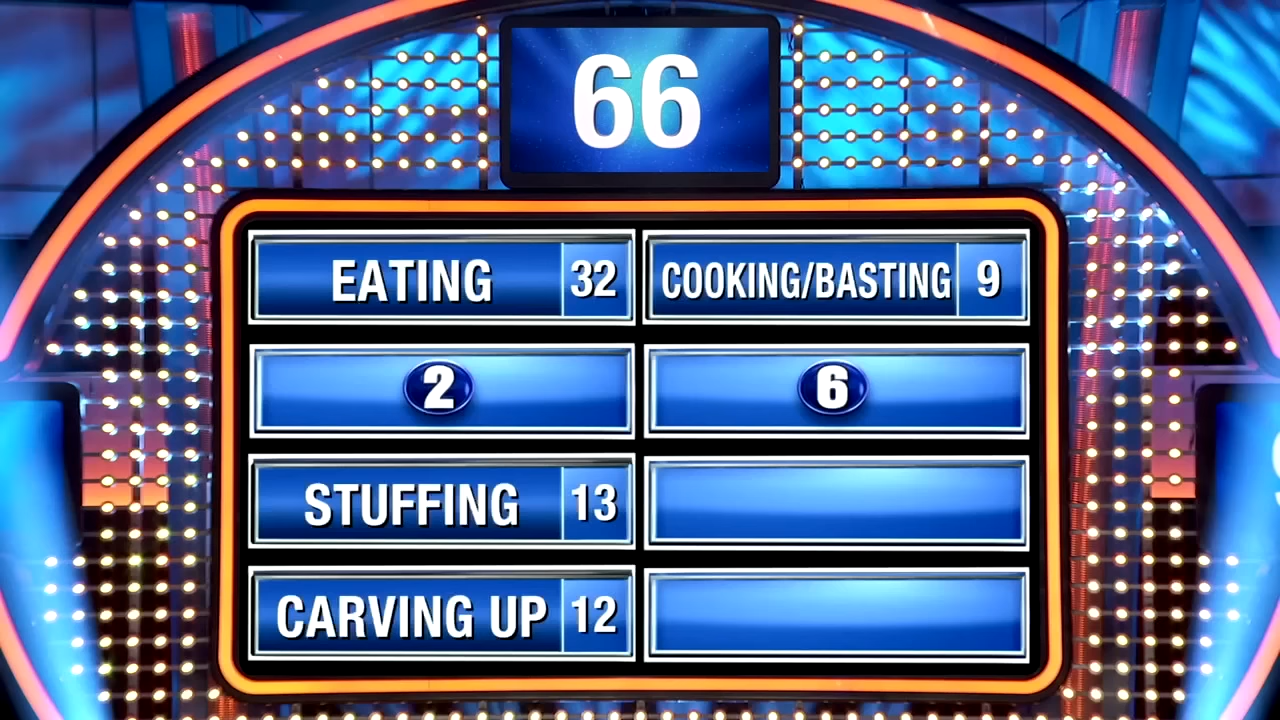 66
EATING 32
2
STUFFING 13
CARVING UP 12
COOKING/BASTING 9
6